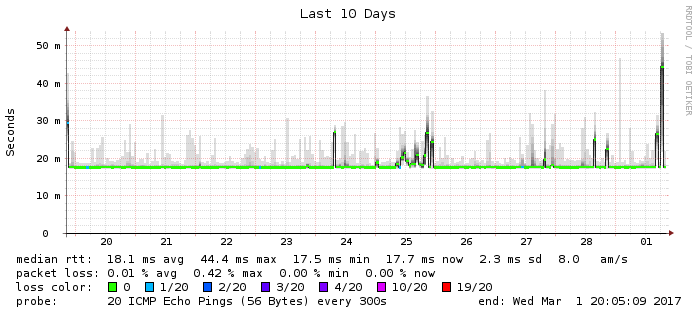 Last 10 Days
RRDTOOL / TOBI OETIKER
Seconds
50 m
40 m
30 m
20 m
10 m
0
20 21 22 23 24 25 26 27 28 01
median rtt: 18.1 ms avg 44.4 ms max 17.5 ms min 17.7 ms now 2.3 ms sd 8.0 am/s
packet loss: 0.01 % avg 0.42 % max 0.00 % min 0.00 % now
loss color: 0 1/20 2/20 3/20 4/20 10/20 19/20
probe: 20 ICMP Echo Pings (56 Bytes) every 300s end: Wed Mar 1 20:05:09 2017